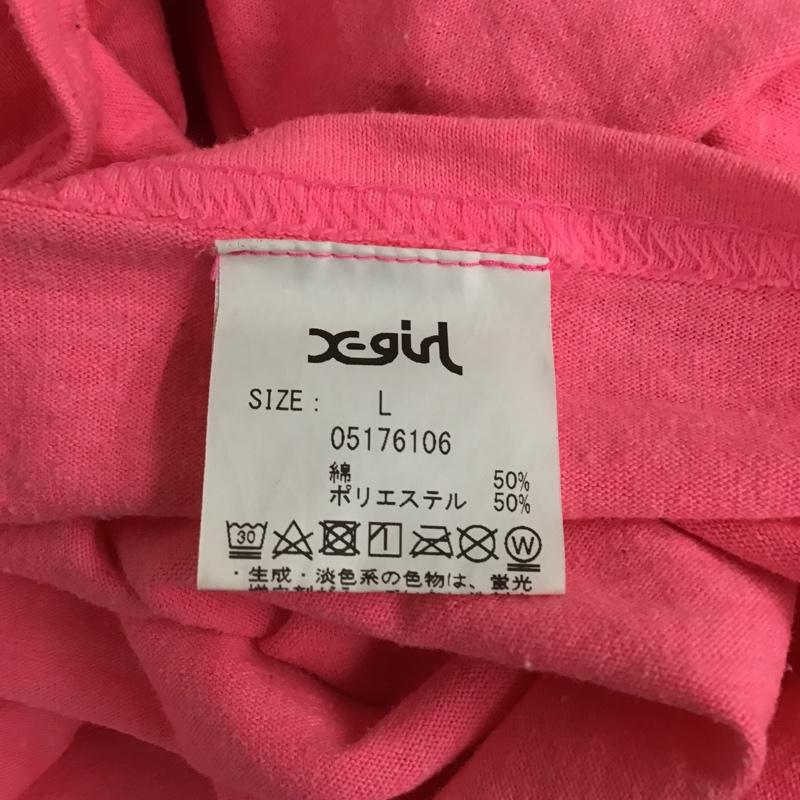 X-girl
SIZE: L
05176106
綿 50%
ポリエステル 50%
30 W
・生成・淡色系の色物は、蛍光